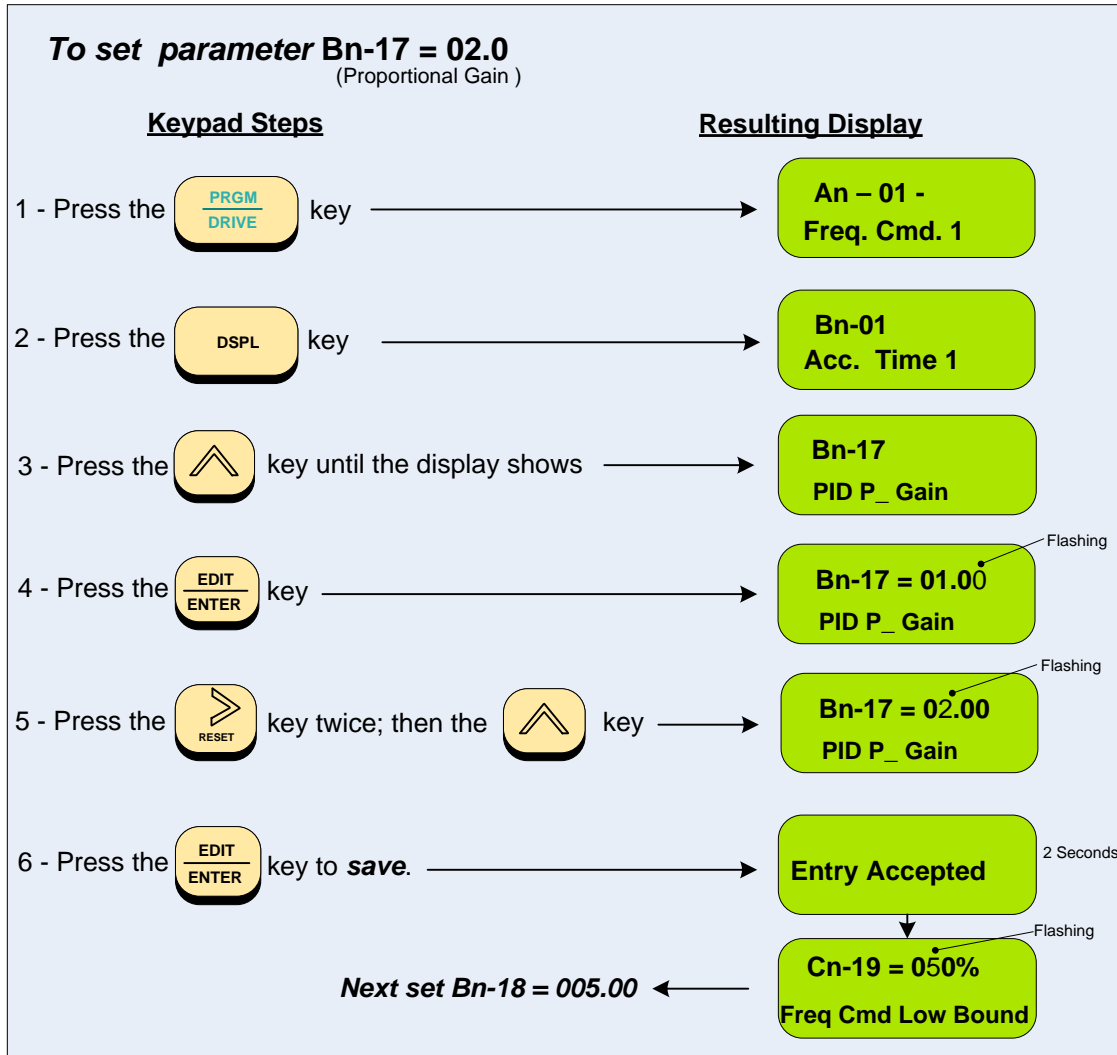 To set parameter Bn-17 = 02.0
(Proportional Gain )
Keypad Steps
Resulting Display
1 - Press the PRGM DRIVE key
An – 01 -
Freq. Cmd. 1
2 - Press the DSPL key
Bn-01
Acc. Time 1
3 - Press the key until the display shows
Bn-17
PID P_ Gain
4 - Press the EDIT ENTER key
Flashing
Bn-17 = 01.00
PID P_ Gain
5 - Press the RESET key twice; then the key
Flashing
Bn-17 = 02.00
PID P_ Gain
6 - Press the EDIT ENTER key to save.
Entry Accepted
2 Seconds
Flashing
Cn-19 = 050%
Freq Cmd Low Bound
Next set Bn-18 = 005.00